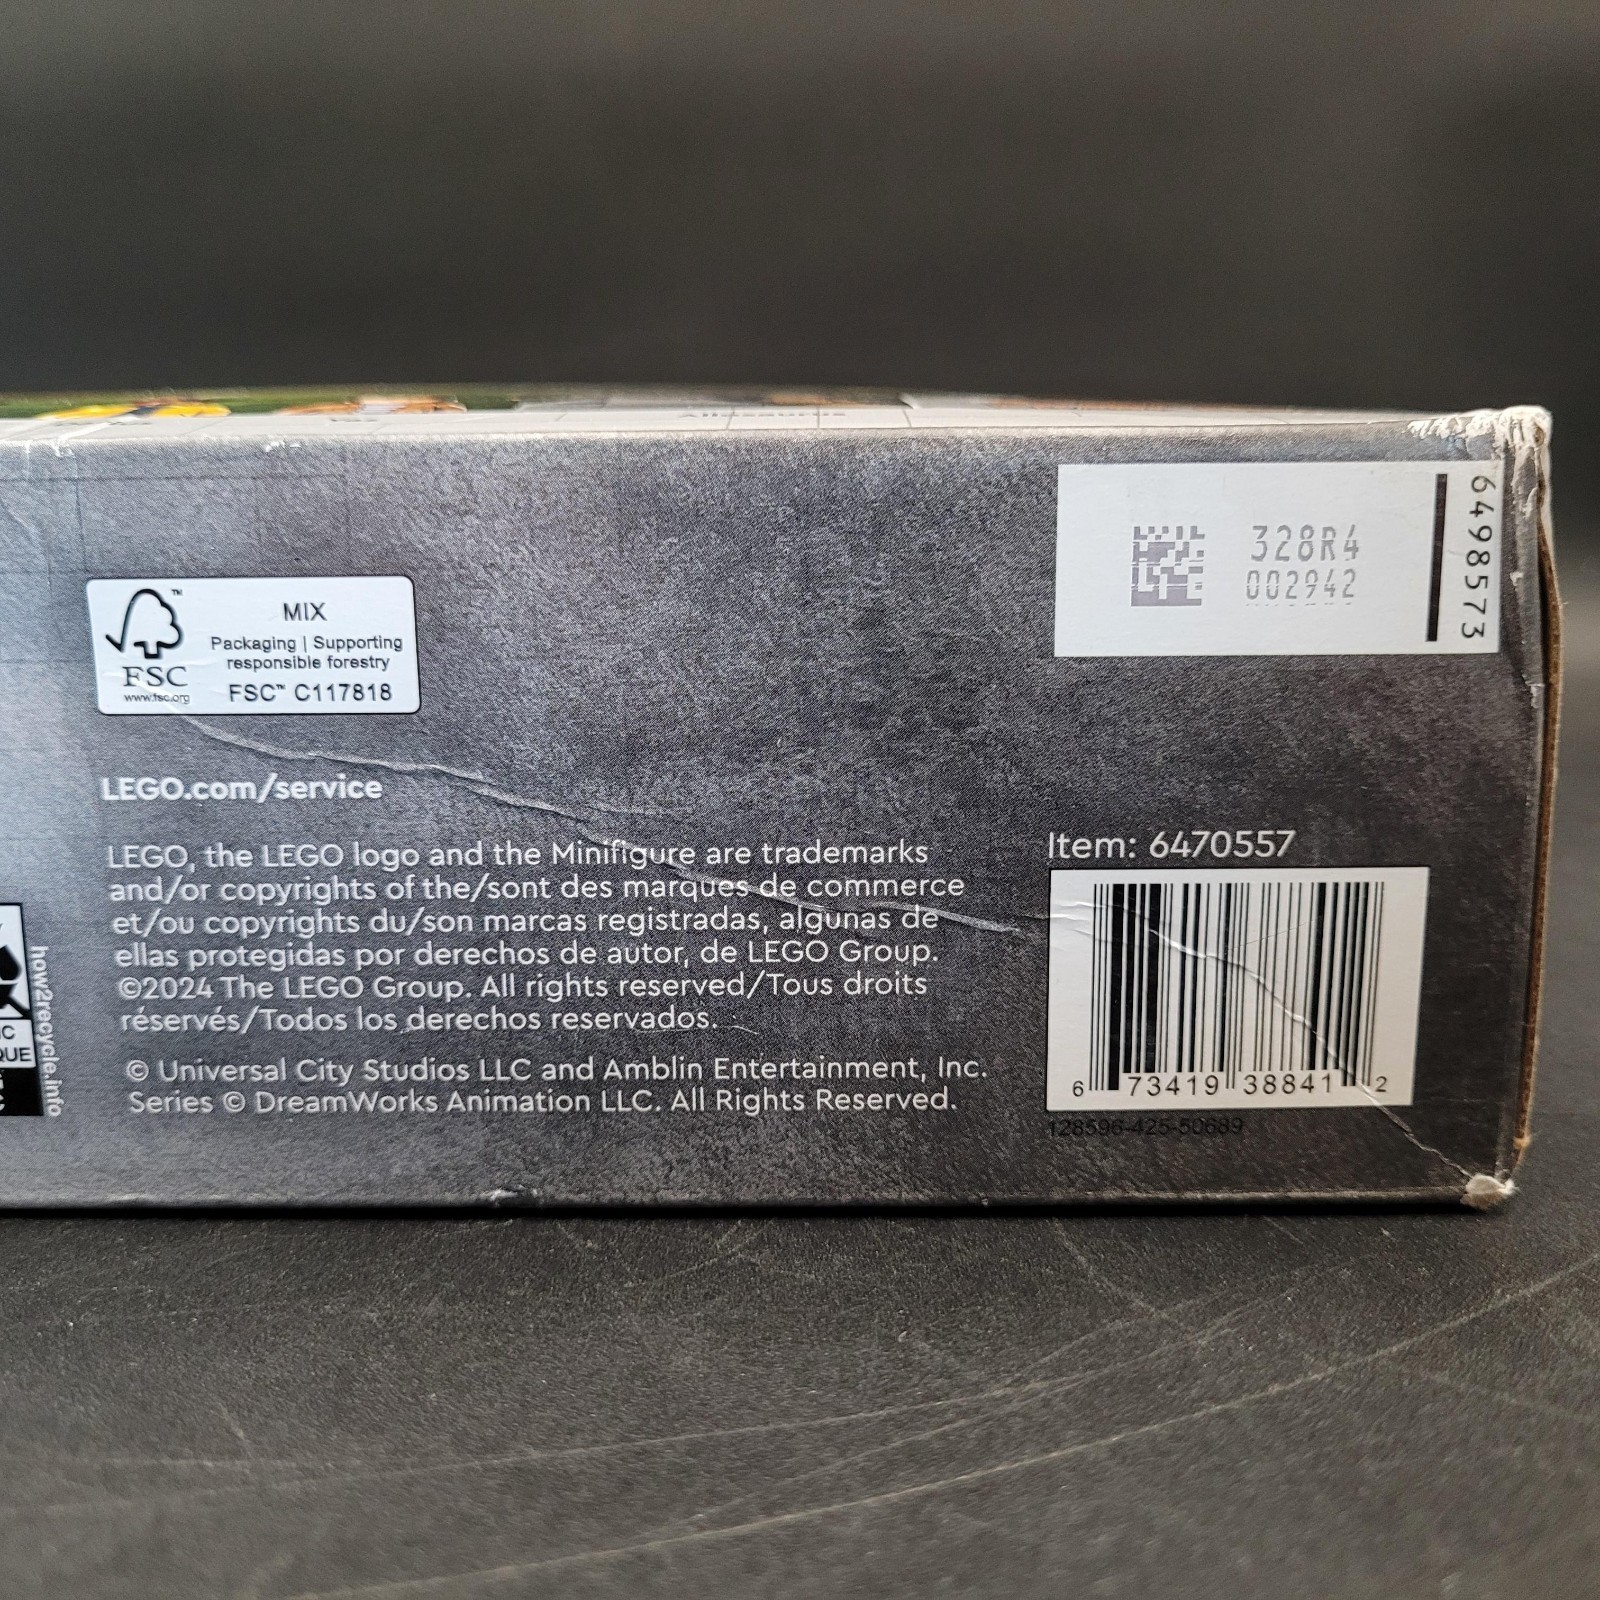 MIX
Packaging | Supporting
responsible forestry
FSC™ C117818
FSC
www.fsc.org
™
LEGO.com/service
LEGO, the LEGO logo and the Minifigure are trademarks
and/or copyrights of the/sont des marques de commerce
et/ou copyrights du/son marcas registradas, algunas de
ellas protegidas por derechos de autor, de LEGO Group.
©2024 The LEGO Group. All rights reserved/Tous droits
réservés/Todos los derechos reservados.
© Universal City Studios LLC and Amblin Entertainment, Inc.
Series © DreamWorks Animation LLC. All Rights Reserved.
how2recycle.info
328R4
002942
6498573
Item: 6470557
6 73419 38841 2
128596-425-50689